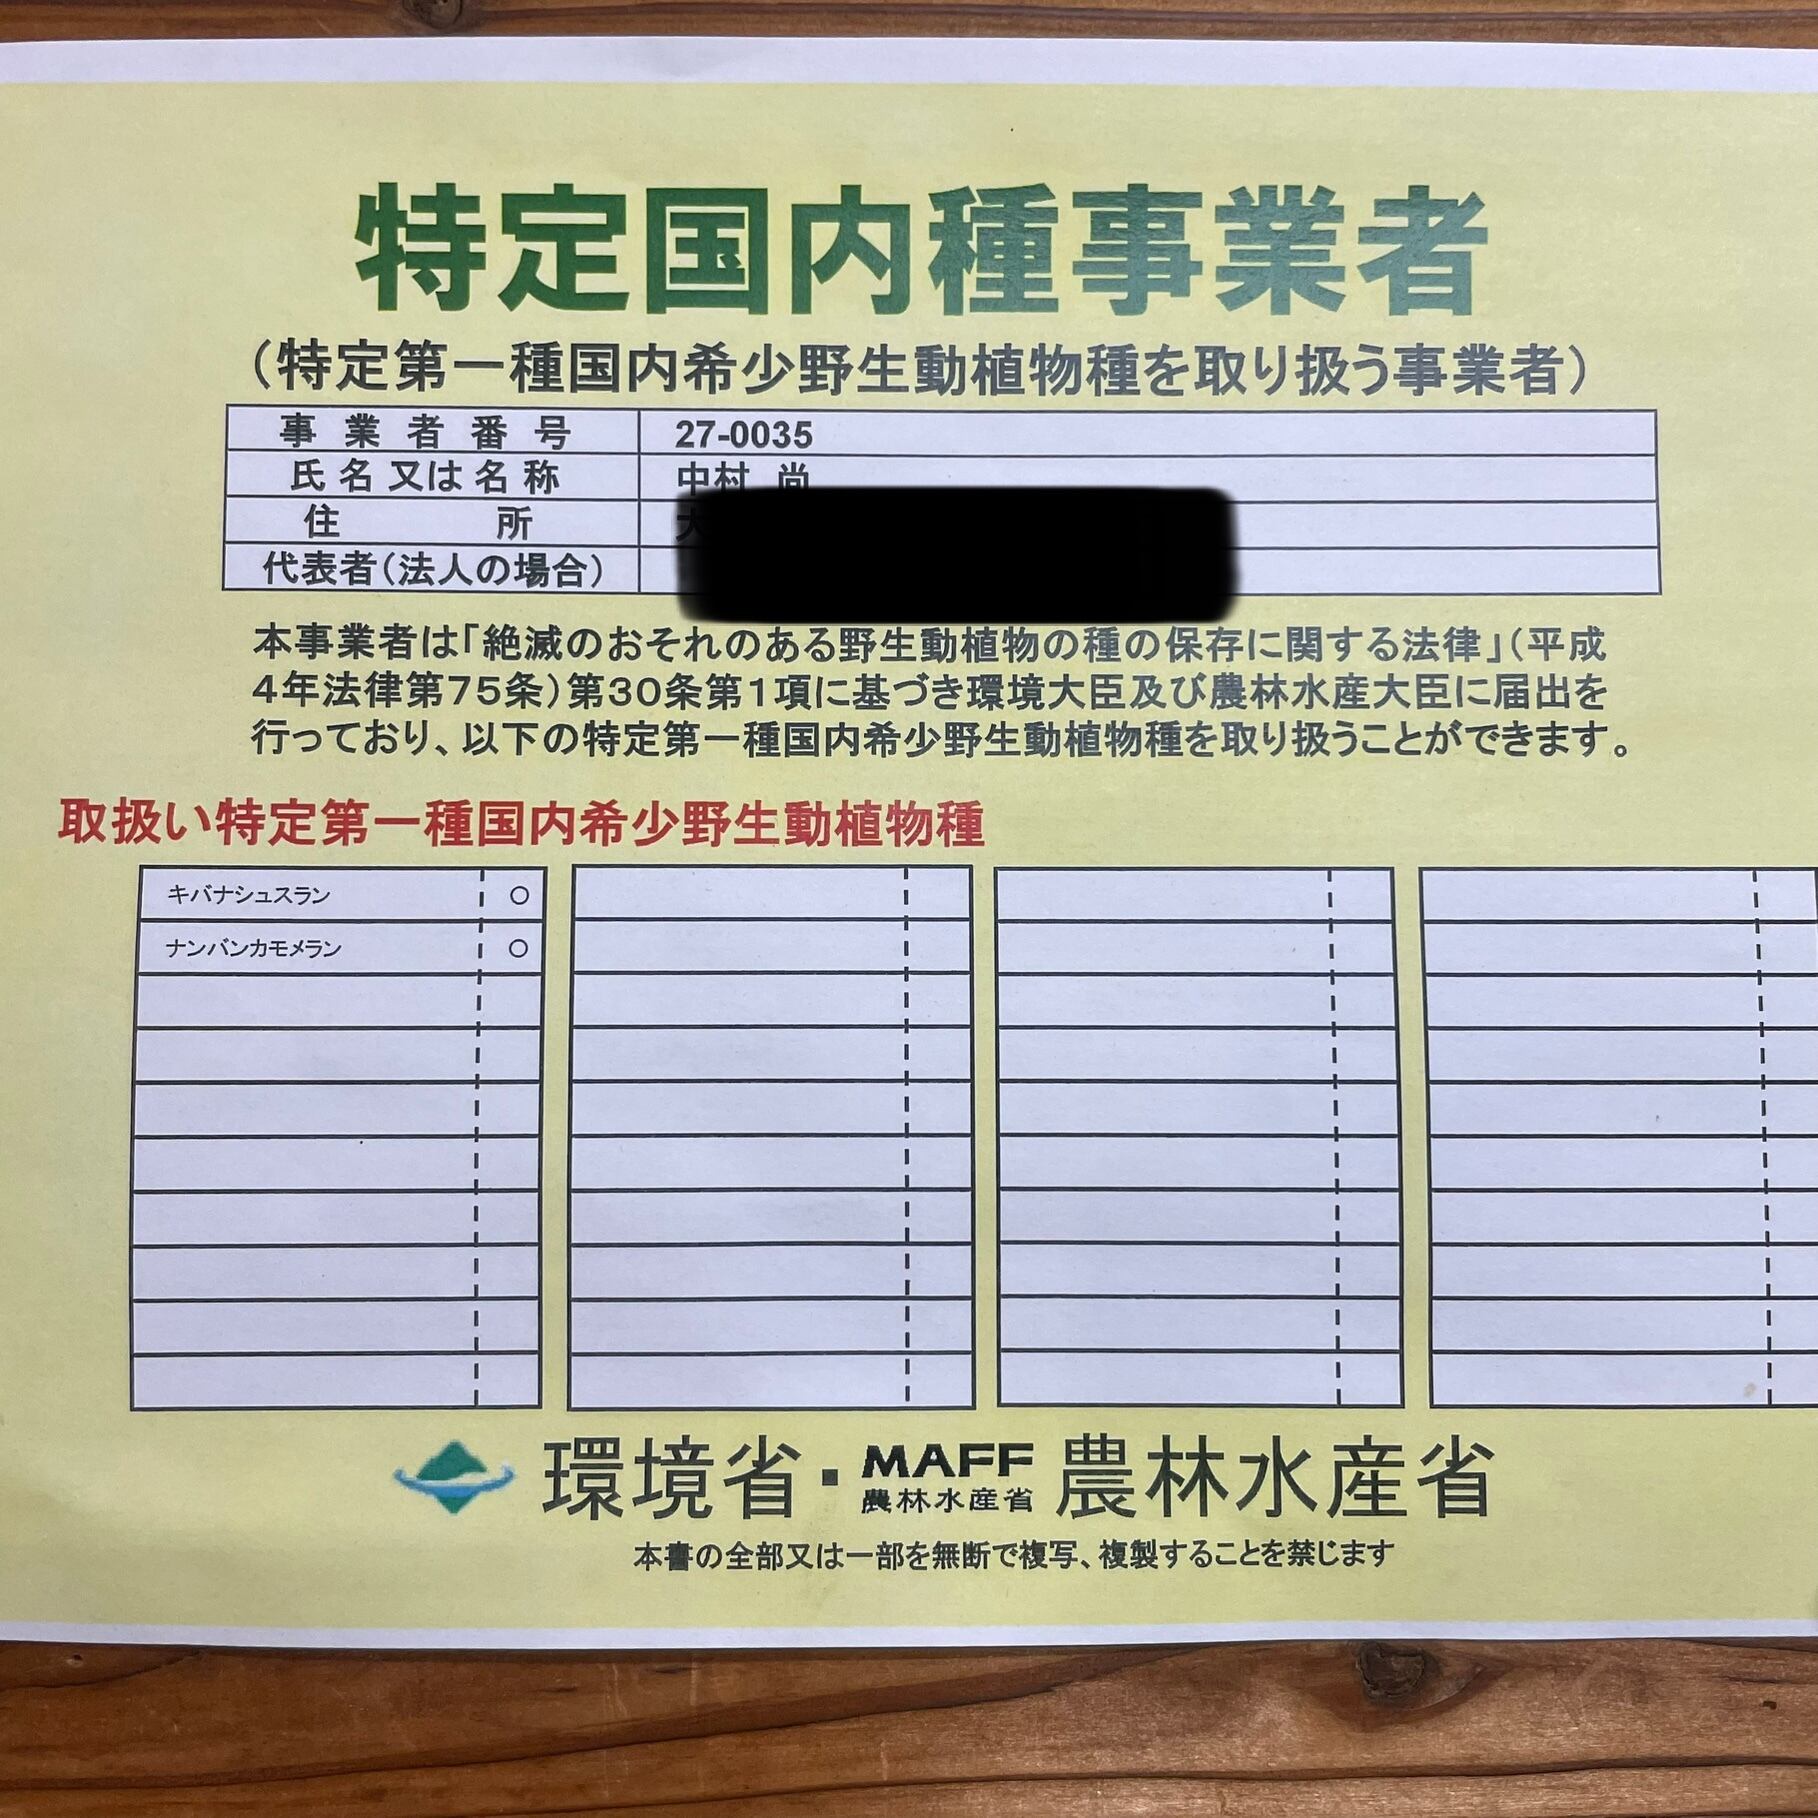 特定国内種事業者
（特定第一種国内希少野生動植物種を取り扱う事業者）
事業者番号 27-0035
氏名又は名称 中村 尚
住 所 大
代表者（法人の場合）
本事業者は「絶滅のおそれのある野生動植物の種の保存に関する法律」（平成
４年法律第７５条）第３０条第１項に基づき環境大臣及び農林水産大臣に届出を
行っており、以下の特定第一種国内希少野生動植物種を取り扱うことができます。
取扱い特定第一種国内希少野生動植物種
キバナシュスラン ○
ナンバンカモメラン ○
環境省・MAFF 農林水産省
農林水産省
本書の全部又は一部を無断で複写、複製することを禁じます